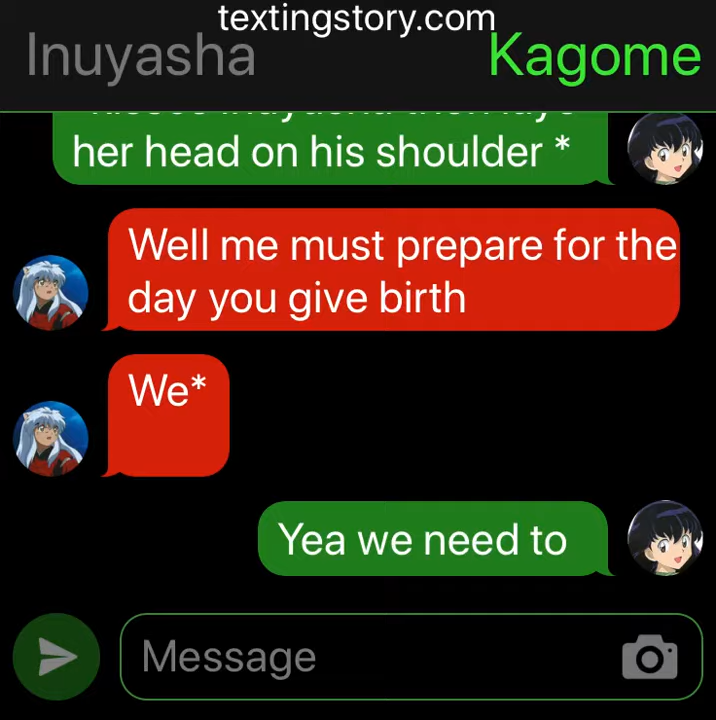 textingstory.com
Inuyasha
Kagome
her head on his shoulder *
Well me must prepare for the
day you give birth
We*
Yea we need to
Message